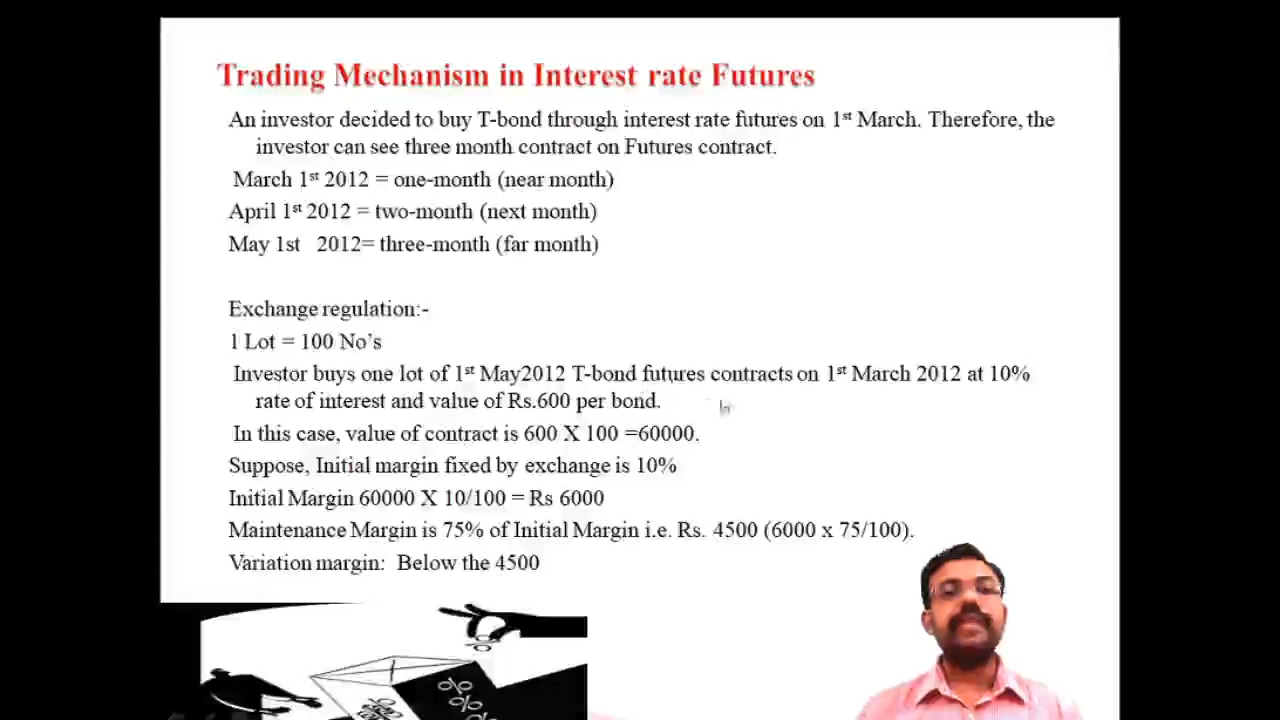 Trading Mechanism in Interest rate Futures
An investor decided to buy T-bond through interest rate futures on 1st March. Therefore, the
investor can see three month contract on Futures contract.
March 1st 2012 = one-month (near month)
April 1st 2012 = two-month (next month)
May 1st 2012= three-month (far month)
Exchange regulation:-
1 Lot = 100 No's
Investor buys one lot of 1st May2012 T-bond futures contracts on 1st March 2012 at 10%
rate of interest and value of Rs.600 per bond.
In this case, value of contract is 600 X 100 =60000.
Suppose, Initial margin fixed by exchange is 10%
Initial Margin 60000 X 10/100 = Rs 6000
Maintenance Margin is 75% of Initial Margin i.e. Rs. 4500 (6000 x 75/100).
Variation margin: Below the 4500
%
%
%
%